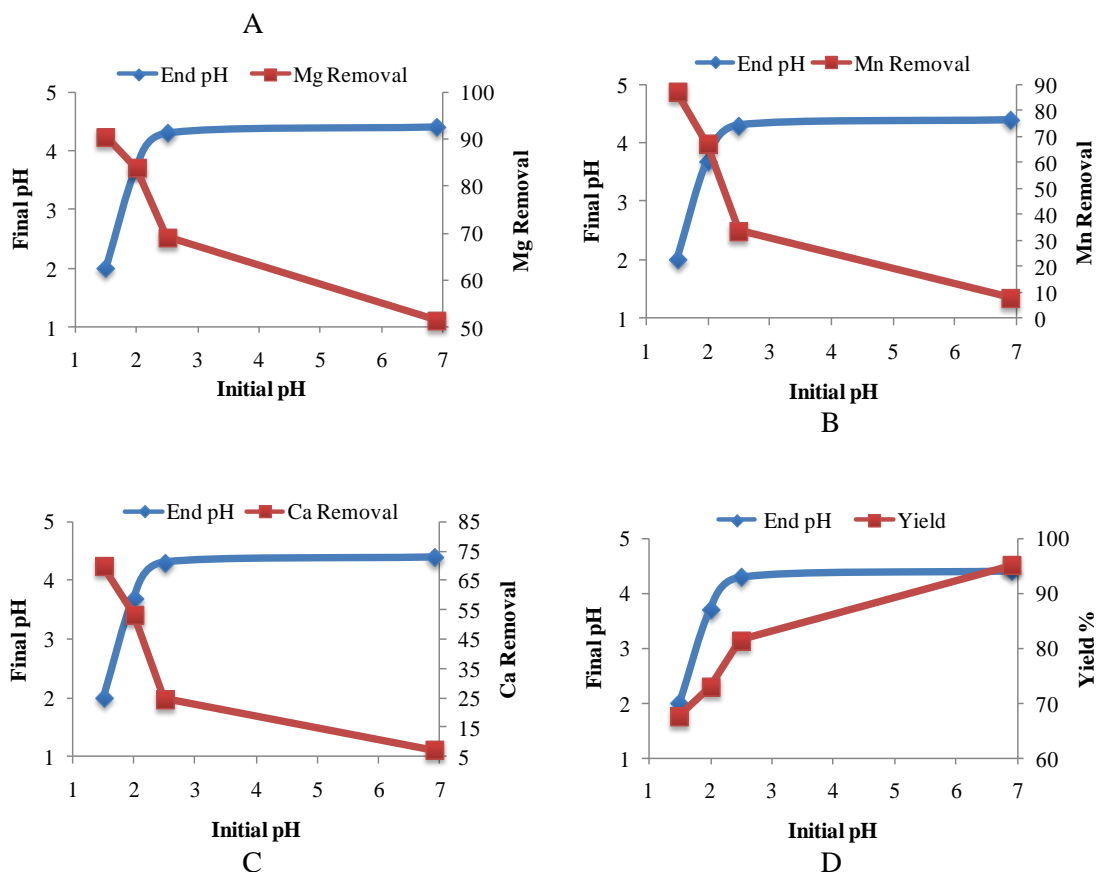 A
End pH Mg Removal
5
4
3
2
1
Final pH
100
90
80
70
60
50
Mg Removal
1 2 3 4 5 6 7
Initial pH
End pH Mn Removal
5
4
3
2
1
Final pH
90
80
70
60
50
40
30
20
10
0
Mn Removal
1 2 3 4 5 6 7
Initial pH
B
End pH Ca Removal
5
4
3
2
1
Final pH
85
75
65
55
45
35
25
15
5
Ca Removal
1 2 3 4 5 6 7
Initial pH
C
End pH Yield
5
4
3
2
1
Final pH
100
90
80
70
60
Yield %
1 2 3 4 5 6 7
Initial pH
D